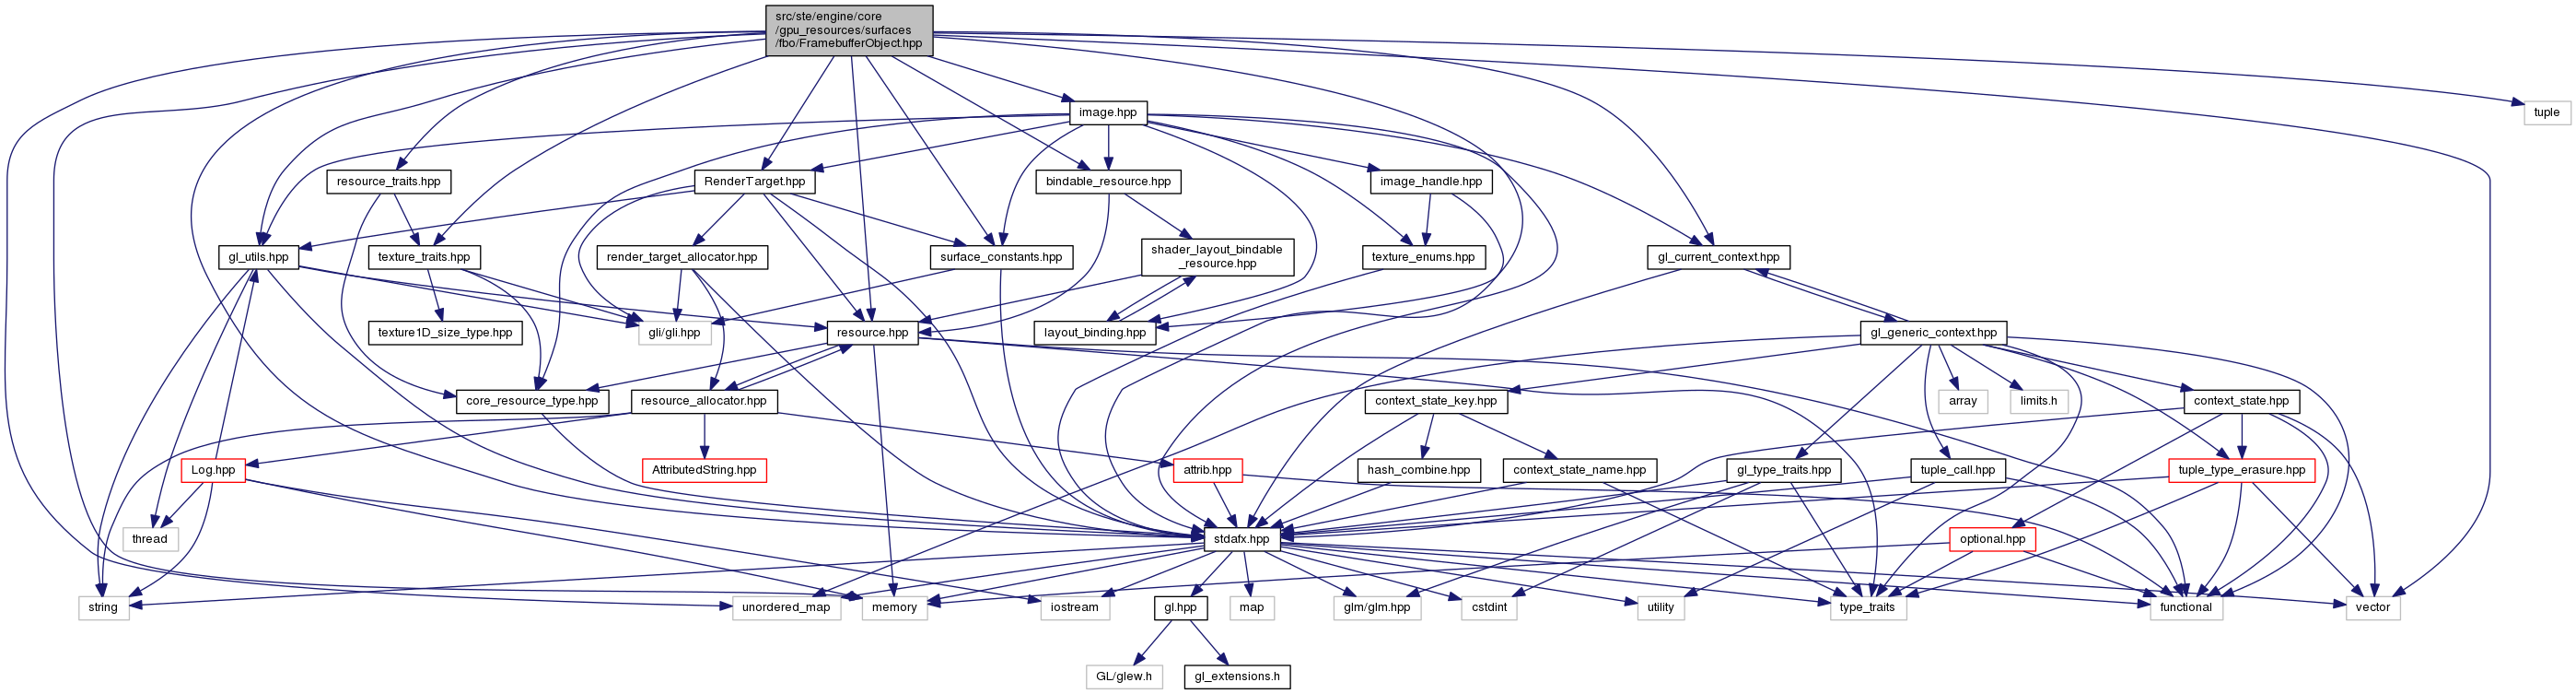 src/ste/engine/core
/gpu_resources/surfaces
/fbo/FramebufferObject.hpp
image.hpp
tuple
resource_traits.hpp
RenderTarget.hpp
bindable_resource.hpp
image_handle.hpp
gl_utils.hpp
texture_traits.hpp
render_target_allocator.hpp
surface_constants.hpp
shader_layout_bindable
_resource.hpp
texture_enums.hpp
gl_current_context.hpp
texture1D_size_type.hpp
gli/gli.hpp
resource.hpp
layout_binding.hpp
gl_generic_context.hpp
core_resource_type.hpp
resource_allocator.hpp
context_state_key.hpp
array
limits.h
context_state.hpp
Log.hpp
AttributedString.hpp
attrib.hpp
hash_combine.hpp
context_state_name.hpp
gl_type_traits.hpp
tuple_call.hpp
tuple_type_erasure.hpp
thread
stdafx.hpp
optional.hpp
string
unordered_map
memory
iostream
gl.hpp
map
glm/glm.hpp
cstdint
utility
type_traits
functional
vector
GL/glew.h
gl_extensions.h